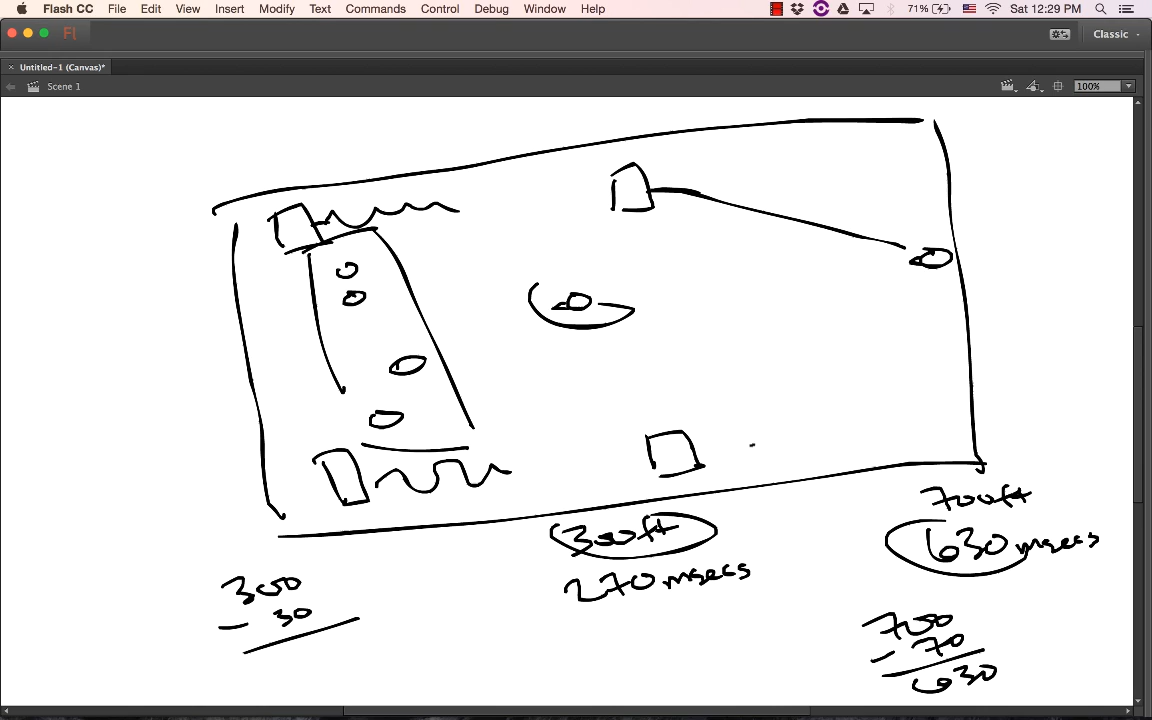 Flash CC File Edit View Insert Modify Text Commands Control Debug Window Help 71% Sat 12:29 PM
Fl Classic
× Untitled-1 (Canvas)*
Scene 1 100%
700ft
300ft 630 msecs
270 msecs
300
- 30
700
- 70
630